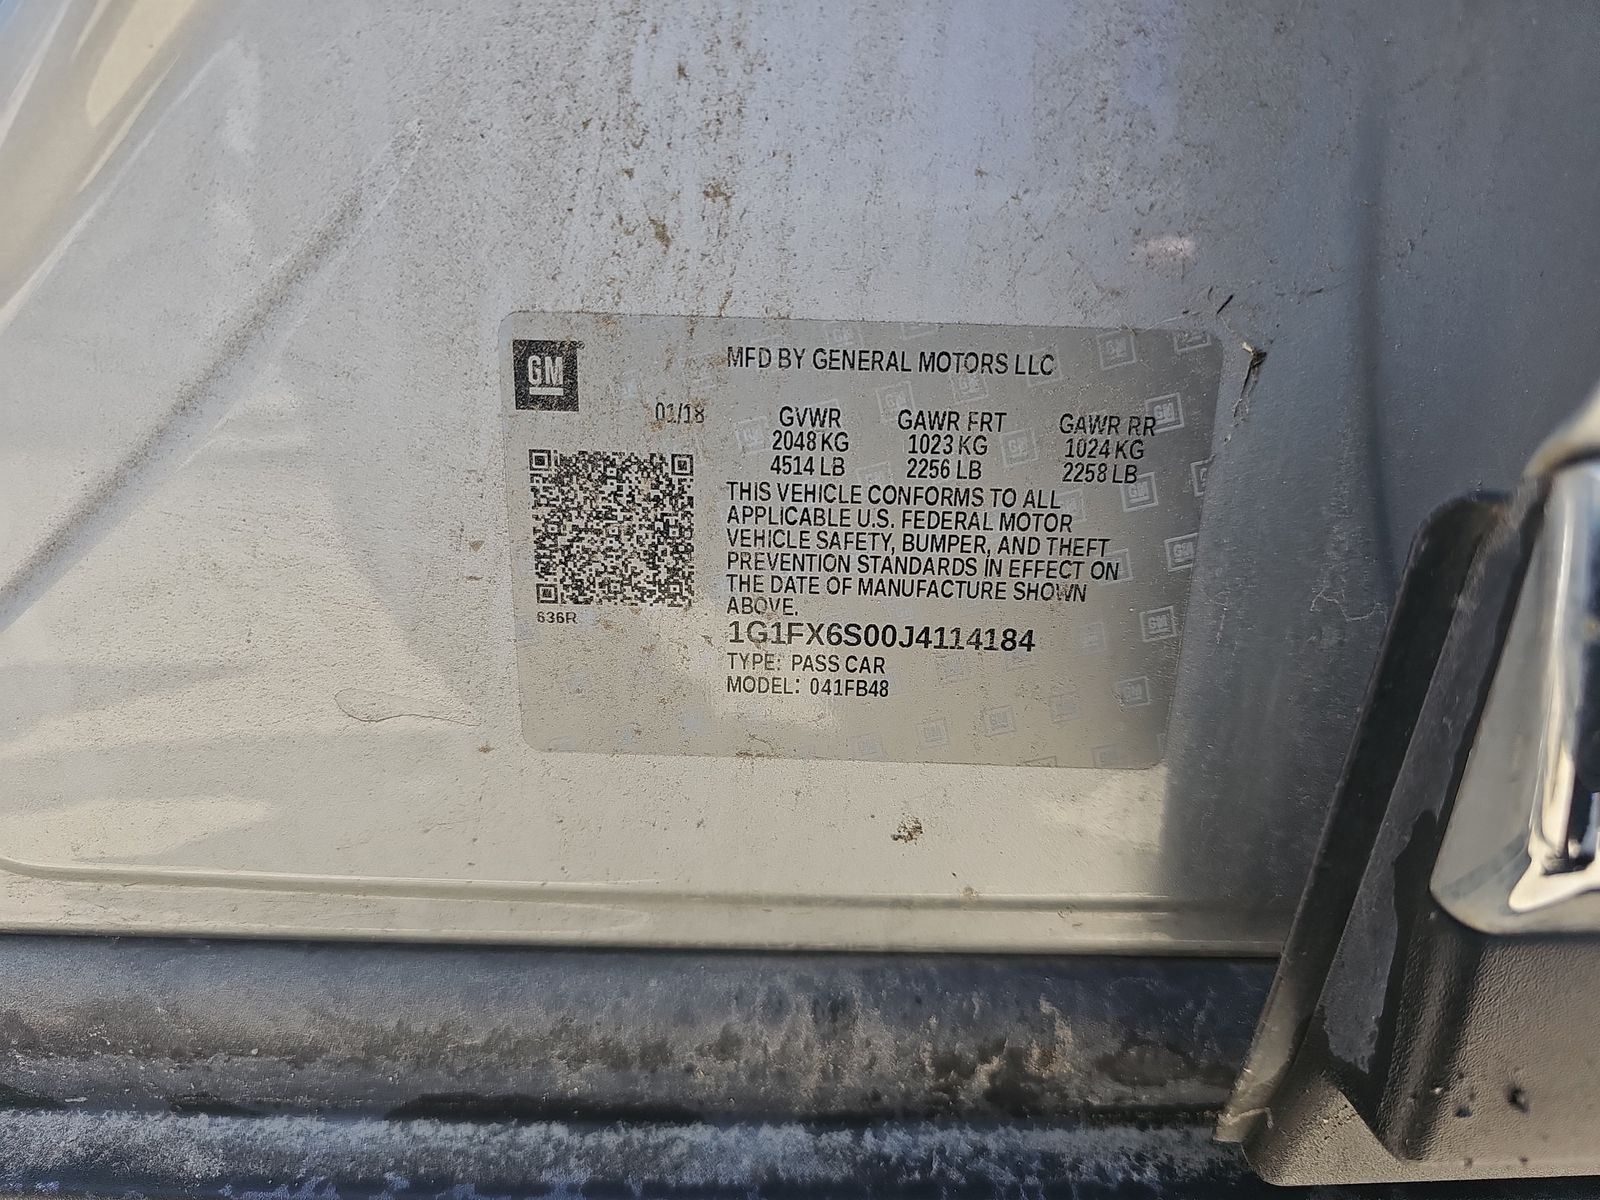 GM
MFD BY GENERAL MOTORS LLC
01/18
GVWR GAWR FRT GAWR RR
2048 KG 1023 KG 1024 KG
4514 LB 2256 LB 2258 LB
THIS VEHICLE CONFORMS TO ALL
APPLICABLE U.S. FEDERAL MOTOR
VEHICLE SAFETY, BUMPER, AND THEFT
PREVENTION STANDARDS IN EFFECT ON
THE DATE OF MANUFACTURE SHOWN
ABOVE.
636R
1G1FX6S00J4114184
TYPE: PASS CAR
MODEL: 041FB48